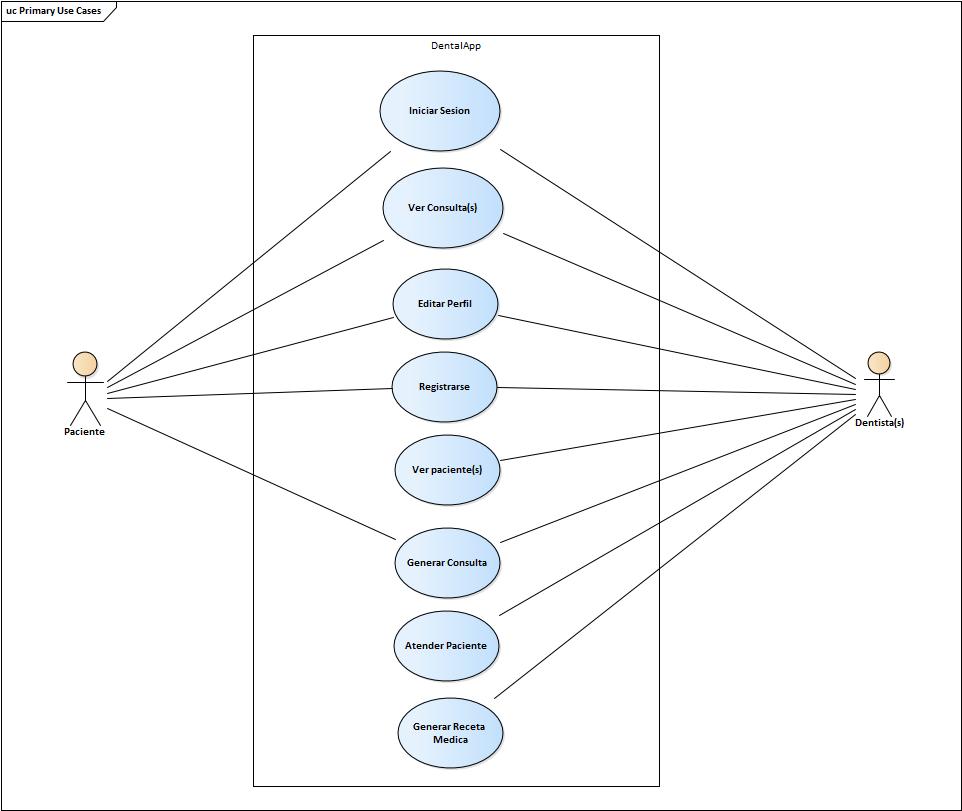 uc Primary Use Cases
DentalApp
Iniciar Sesion
Ver Consulta(s)
Editar Perfil
Registrarse
Paciente
Dentista(s)
Ver paciente(s)
Generar Consulta
Atender Paciente
Generar Receta
Medica